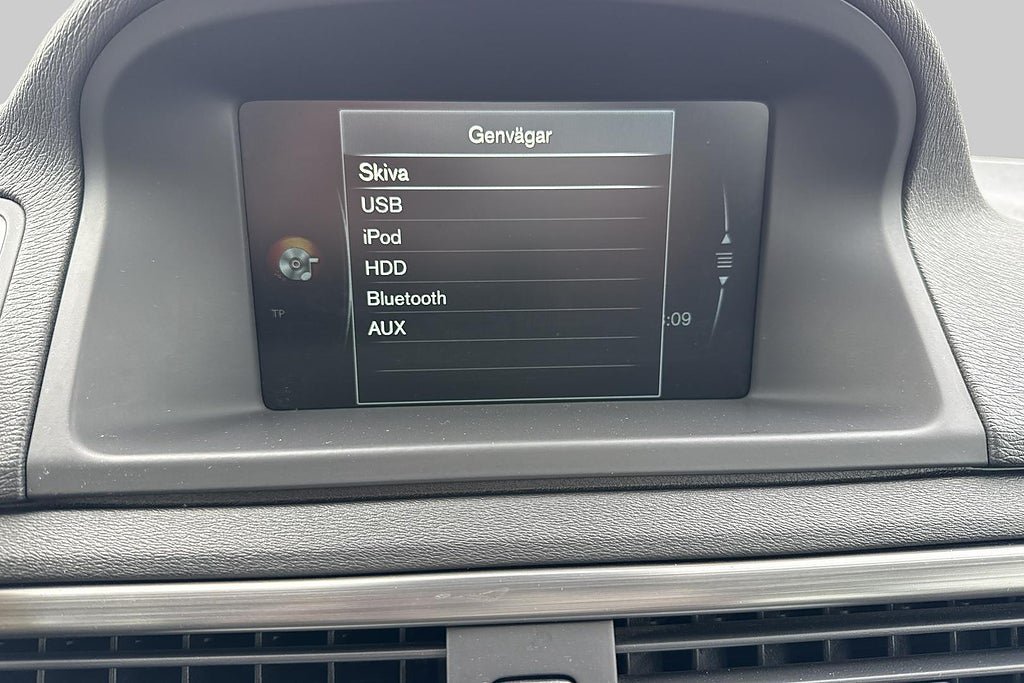 Genvägar
Skiva
USB
iPod
HDD
Bluetooth
AUX
TP
:09